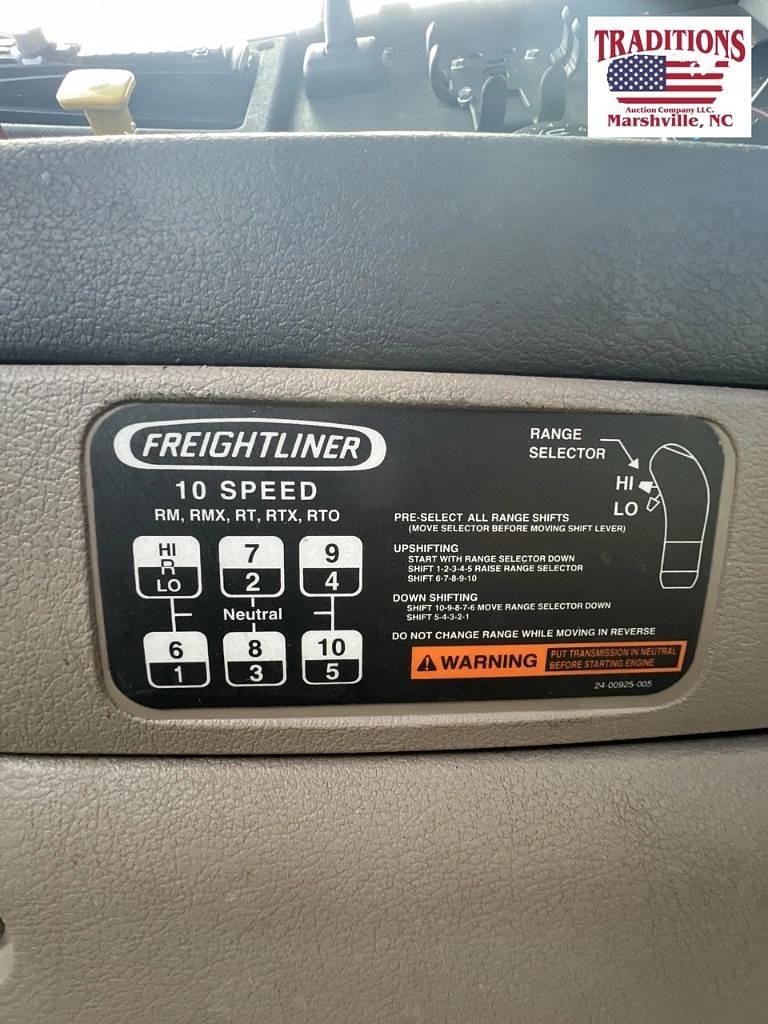 TRADITIONS
Auction Company LLC.
Marshville, NC
FREIGHTLINER
10 SPEED
RM, RMX, RT, RTX, RTO
HI
R
LO
7
2
9
4
Neutral
6
1
8
3
10
5
RANGE
SELECTOR
HI
LO
PRE-SELECT ALL RANGE SHIFTS
(MOVE SELECTOR BEFORE MOVING SHIFT LEVER)
UPSHIFTING
START WITH RANGE SELECTOR DOWN
SHIFT 1-2-3-4-5 RAISE RANGE SELECTOR
SHIFT 6-7-8-9-10
DOWN SHIFTING
SHIFT 10-9-8-7-6 MOVE RANGE SELECTOR DOWN
SHIFT 5-4-3-2-1
DO NOT CHANGE RANGE WHILE MOVING IN REVERSE
WARNING
PUT TRANSMISSION IN NEUTRAL
BEFORE STARTING ENGINE
24-00925-005